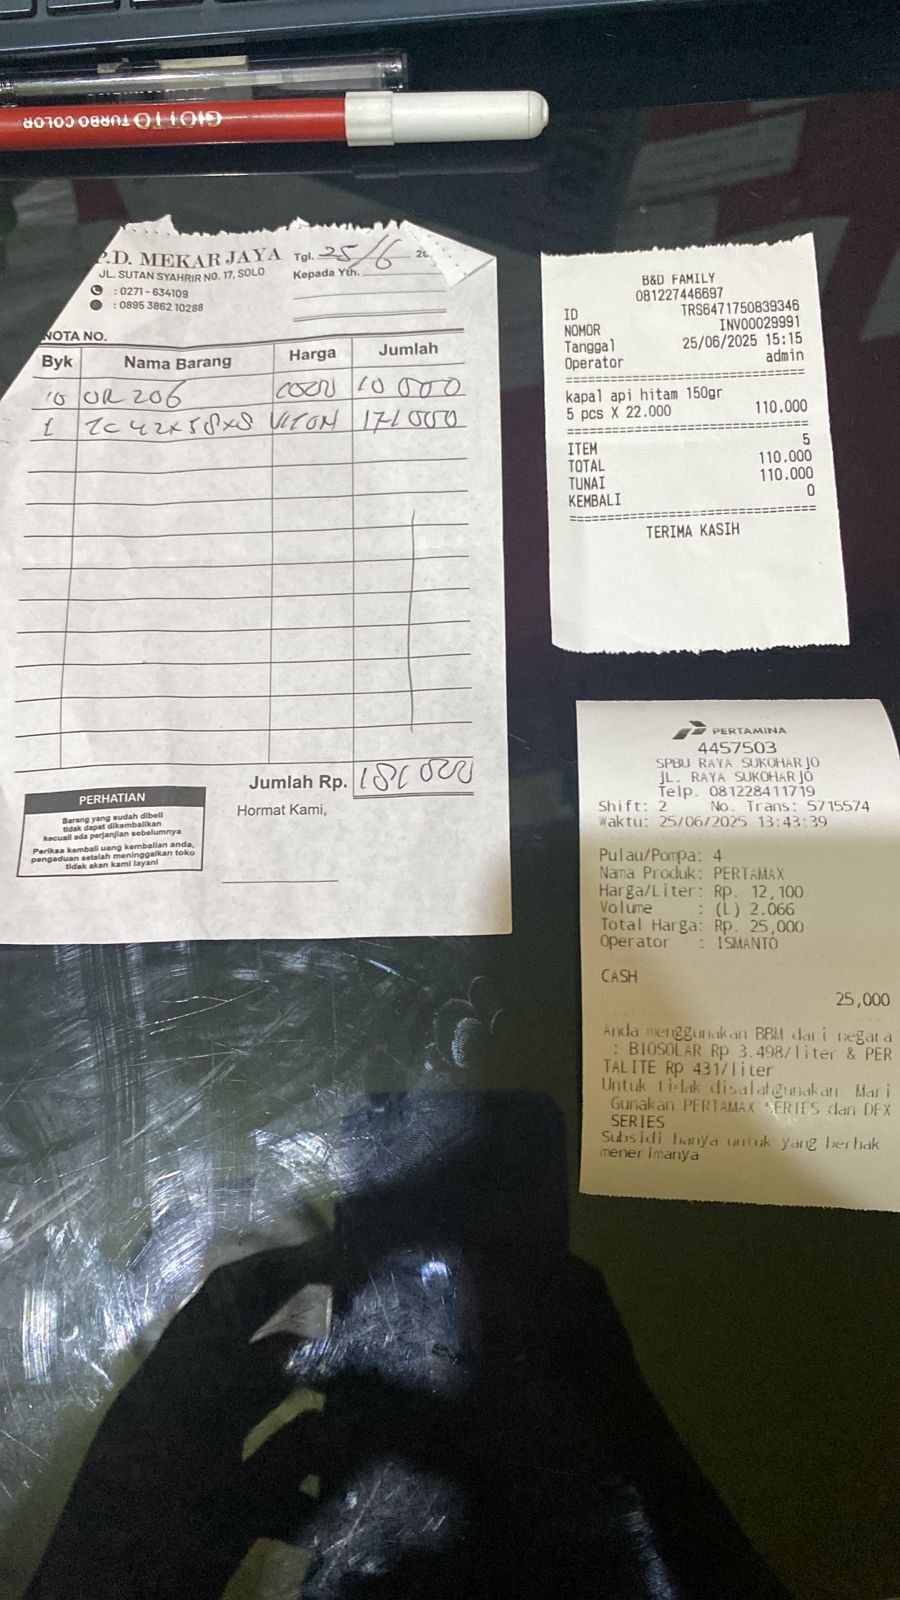 GIOTTO TURBO COLOR
P.D. MEKAR JAYA
JL. SUTAN SYAHRIR NO. 17, SOLO
: 0271 - 634109
: 0895 3862 10288
Tgl. 25/6 20
Kepada Yth.
NOTA NO.
Byk Nama Barang Harga Jumlah
10 OR 206 10 000
1 TC 42x58x8 VITON 171000
Jumlah Rp. 181 000
PERHATIAN
Barang yang sudah dibeli
tidak dapat dikembalikan
kecuali ada perjanjian sebelumnya
Periksa kembali uang kembalian anda,
pengaduan setelah meninggalkan toko
tidak akan kami layani
Hormat Kami,
B&D FAMILY
081227446697
ID TRS6471750839346
NOMOR INV00029991
Tanggal 25/06/2025 15:15
Operator admin
kapal api hitam 150gr
5 pcs X 22.000 110.000
ITEM 5
TOTAL 110.000
TUNAI 110.000
KEMBALI 0
TERIMA KASIH
PERTAMINA
4457503
SPBU RAYA SUKOHARJO
JL. RAYA SUKOHARJO
Telp. 081228411719
Shift: 2 No. Trans: 5715574
Waktu: 25/06/2025 13:43:39
Pulau/Pompa: 4
Nama Produk: PERTAMAX
Harga/Liter: Rp. 12,100
Volume : (L) 2.066
Total Harga: Rp. 25,000
Operator : ISMANTO
CASH
25,000
Anda menggunakan BBM dari negara
: BIOSOLAR Rp 3.498/liter & PER
TALITE Rp 431/liter
Untuk tidak disalahgunakan. Mari
Gunakan PERTAMAX SERIES dan DEX
SERIES
Subsidi hanya untuk yang berhak
menerimanya